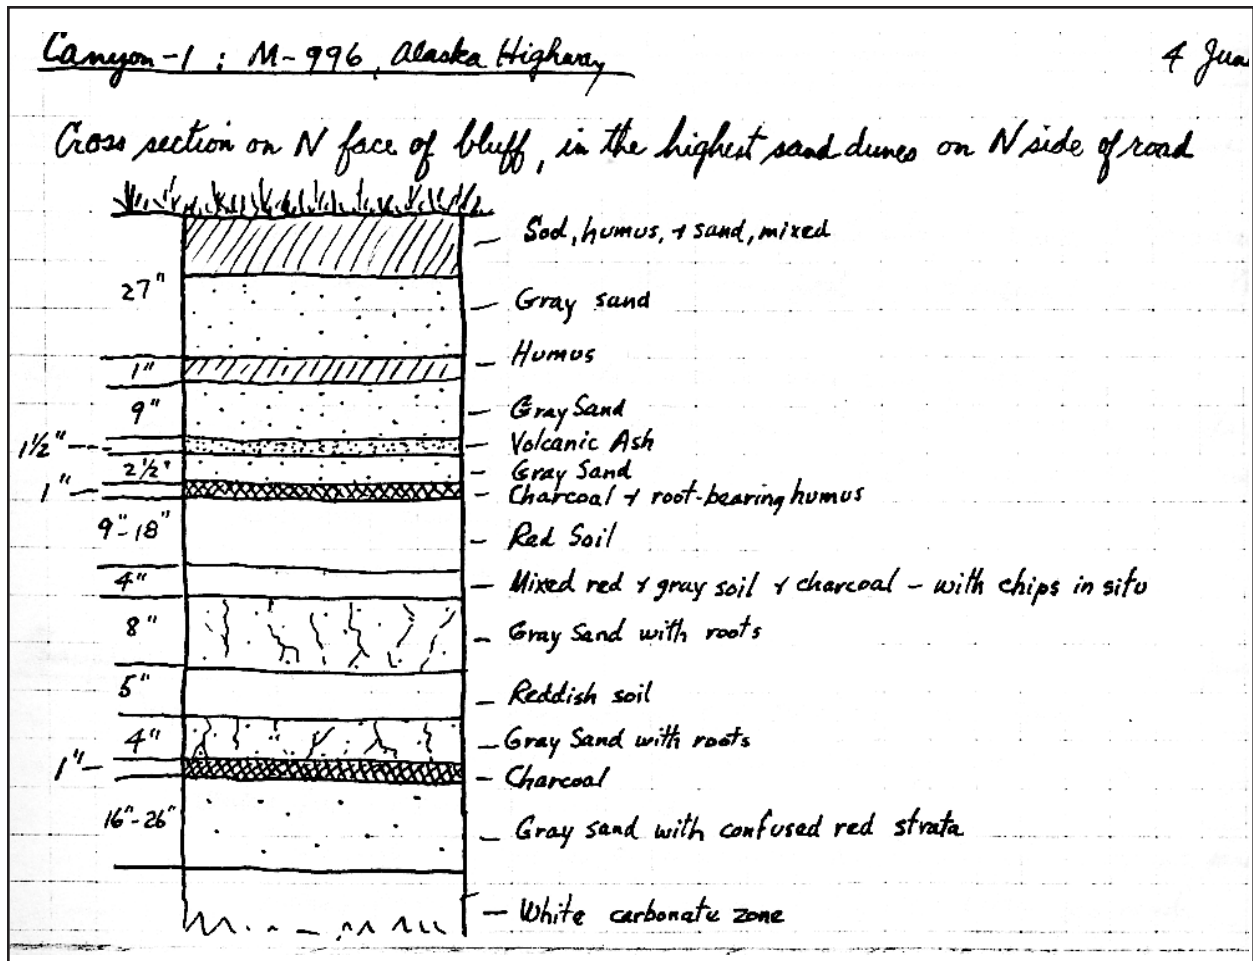 Canyon-1 : M-996, Alaska Highway
4 Jun
Cross section on N face of bluff, in the highest sand dunes on N side of road
Sod, humus, + sand, mixed
27"
Gray sand
Humus
1"
9"
Gray Sand
1½"
Volcanic Ash
2½"
Gray Sand
1"
Charcoal + root-bearing humus
9"-18"
Red Soil
4"
Mixed red + gray soil + charcoal - with chips in situ
8"
Gray Sand with roots
5"
Reddish soil
4"
Gray Sand with roots
1"
Charcoal
16"-26"
Gray sand with confused red strata
White carbonate zone